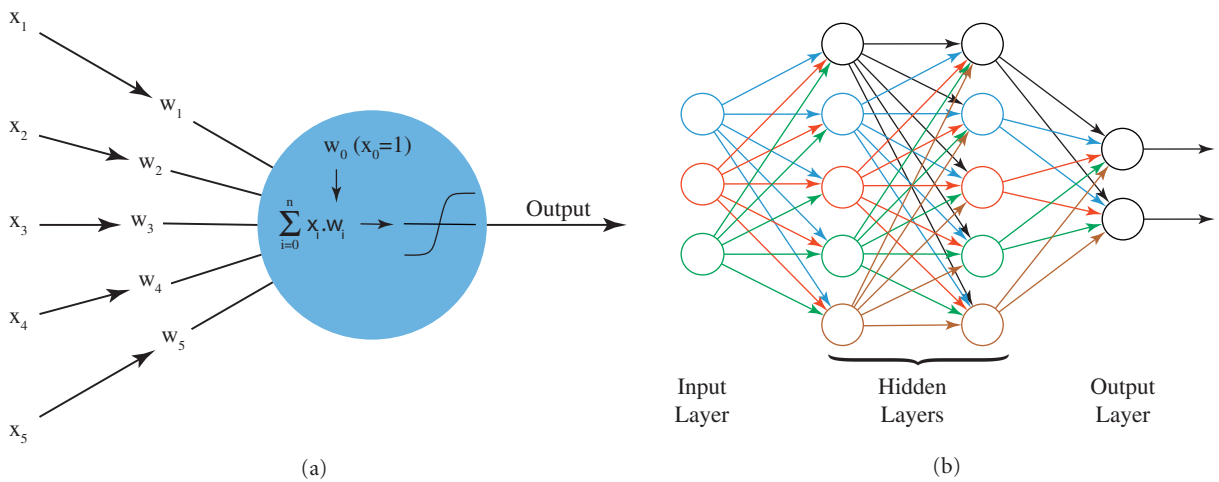 x₁
w₁
x₂
w₂
x₃
w₃
x₄
w₄
x₅
w₅
w₀ (x₀=1)
n
∑ xᵢ.wᵢ
i=0
Output
(a)
Input
Layer
Hidden
Layers
Output
Layer
(b)